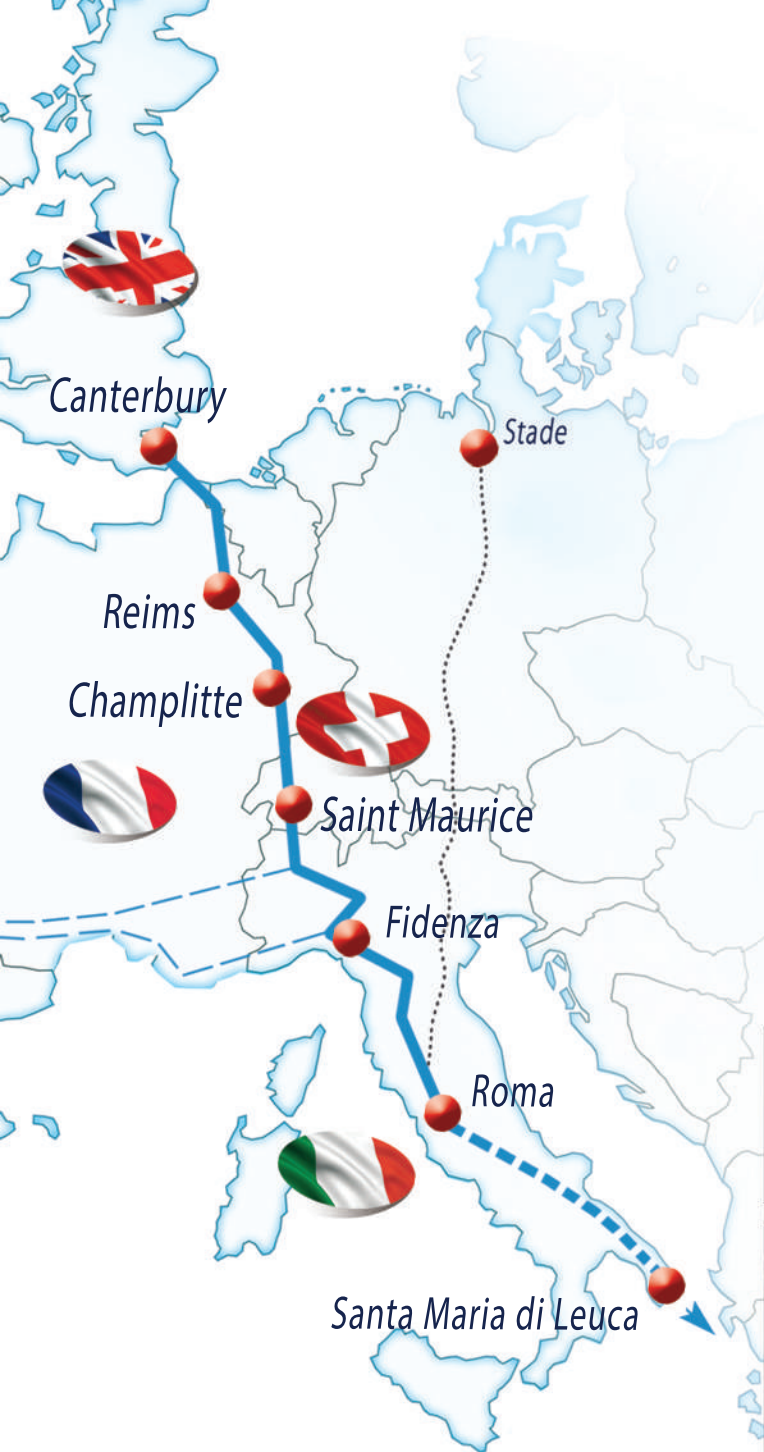 Canterbury
Stade
Reims
Champlitte
Saint Maurice
Fidenza
Roma
Santa Maria di Leuca